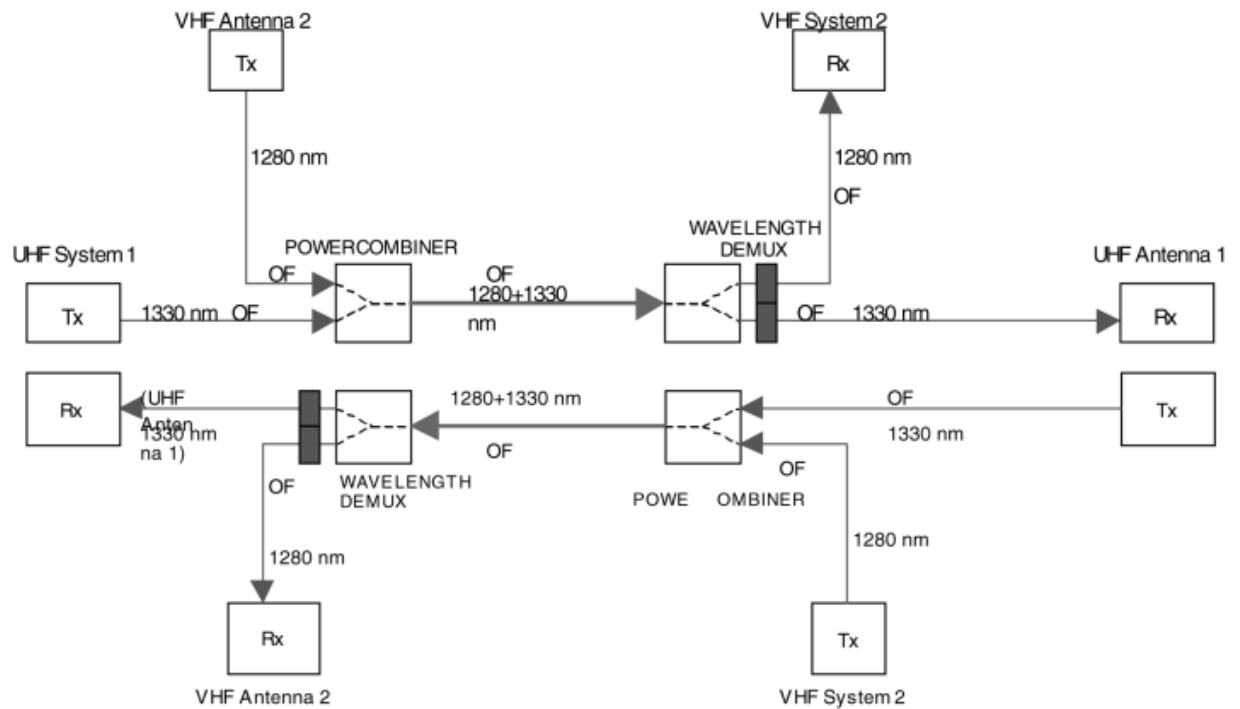 VHF Antenna 2
VHF System 2
Tx
Rx
1280 nm
1280 nm
OF
WAVELENGTH
DEMUX
POWERCOMBINER
UHF System 1
UHF Antenna 1
OF
OF
1280+1330
nm
Tx
1330 nm OF
OF 1330 nm
Rx
Rx
(UHF
Anten
1330 nm
na 1)
1280+1330 nm
OF
OF
1330 nm
Tx
OF
OF
WAVELENGTH
DEMUX
POWE OMBINER
1280 nm
1280 nm
Rx
Tx
VHF Antenna 2
VHF System 2